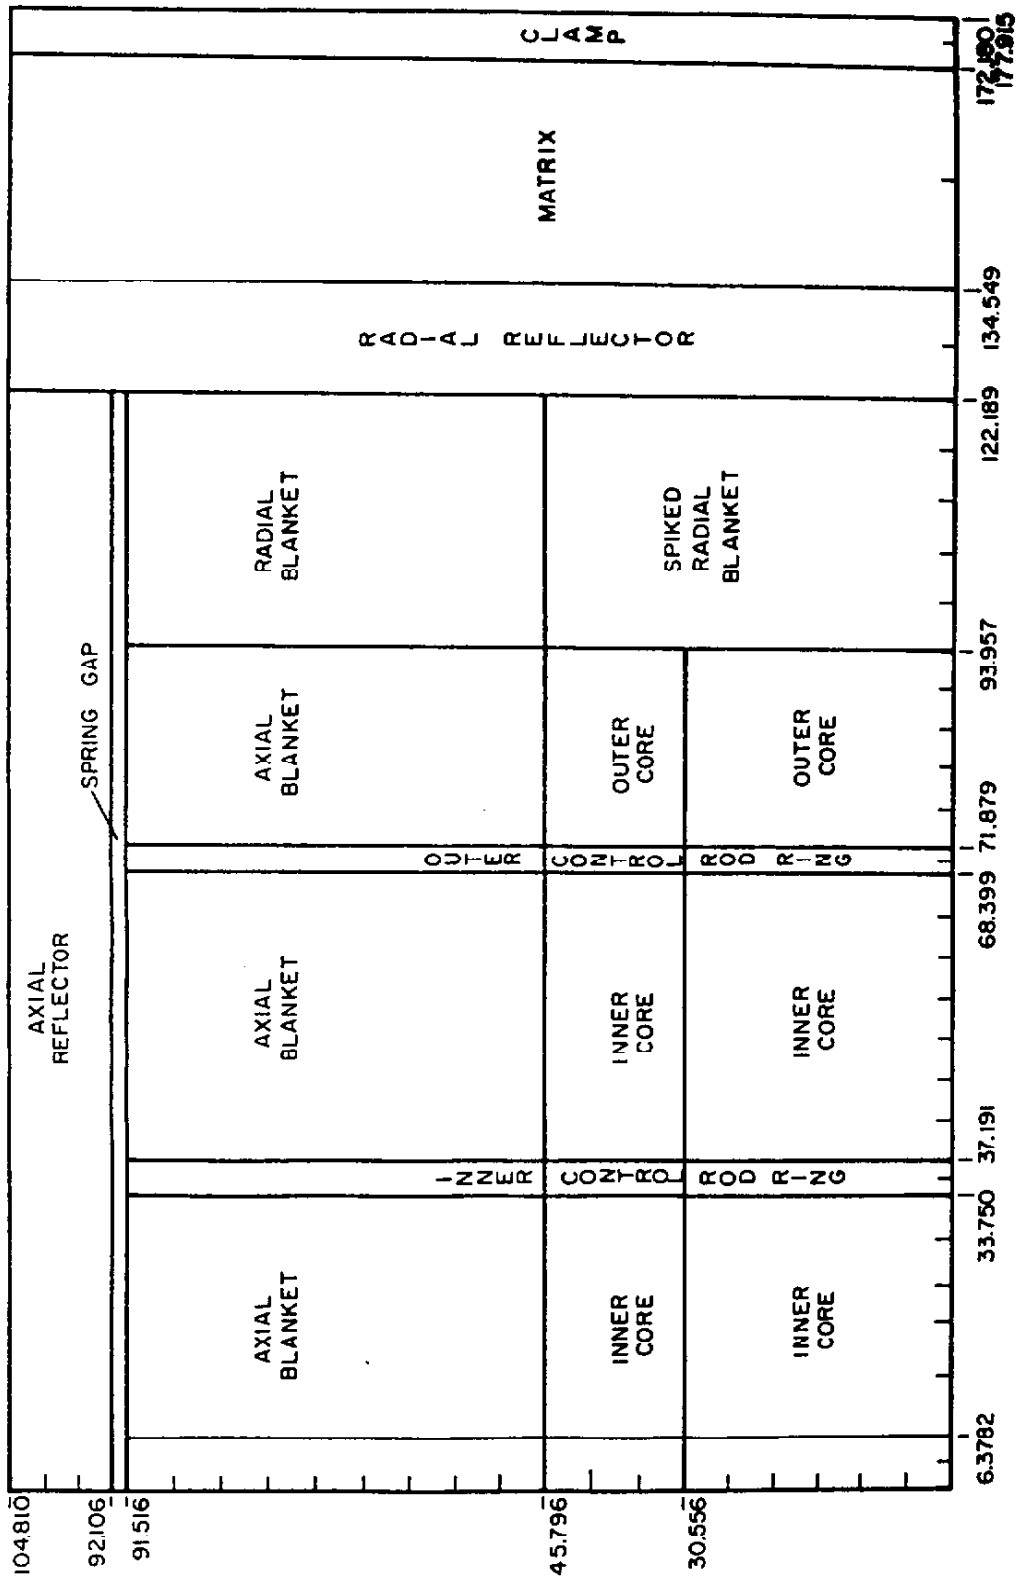 104.810
92.106
91.516
45.796
30.556
AXIAL
REFLECTOR
SPRING GAP
AXIAL
BLANKET
AXIAL
BLANKET
AXIAL
BLANKET
RADIAL
BLANKET
INNER
CORE
INNER
CORE
OUTER
CORE
SPIKED
RADIAL
BLANKET
INNER
CORE
INNER
CORE
OUTER
CORE
INNER CONTROL ROD RING
OUTER CONTROL ROD RING
RADIAL REFLECTOR
MATRIX
CLAMP
6.3782
33.750
37.191
68.399
71.879
93.957
122.189
134.549
177.915